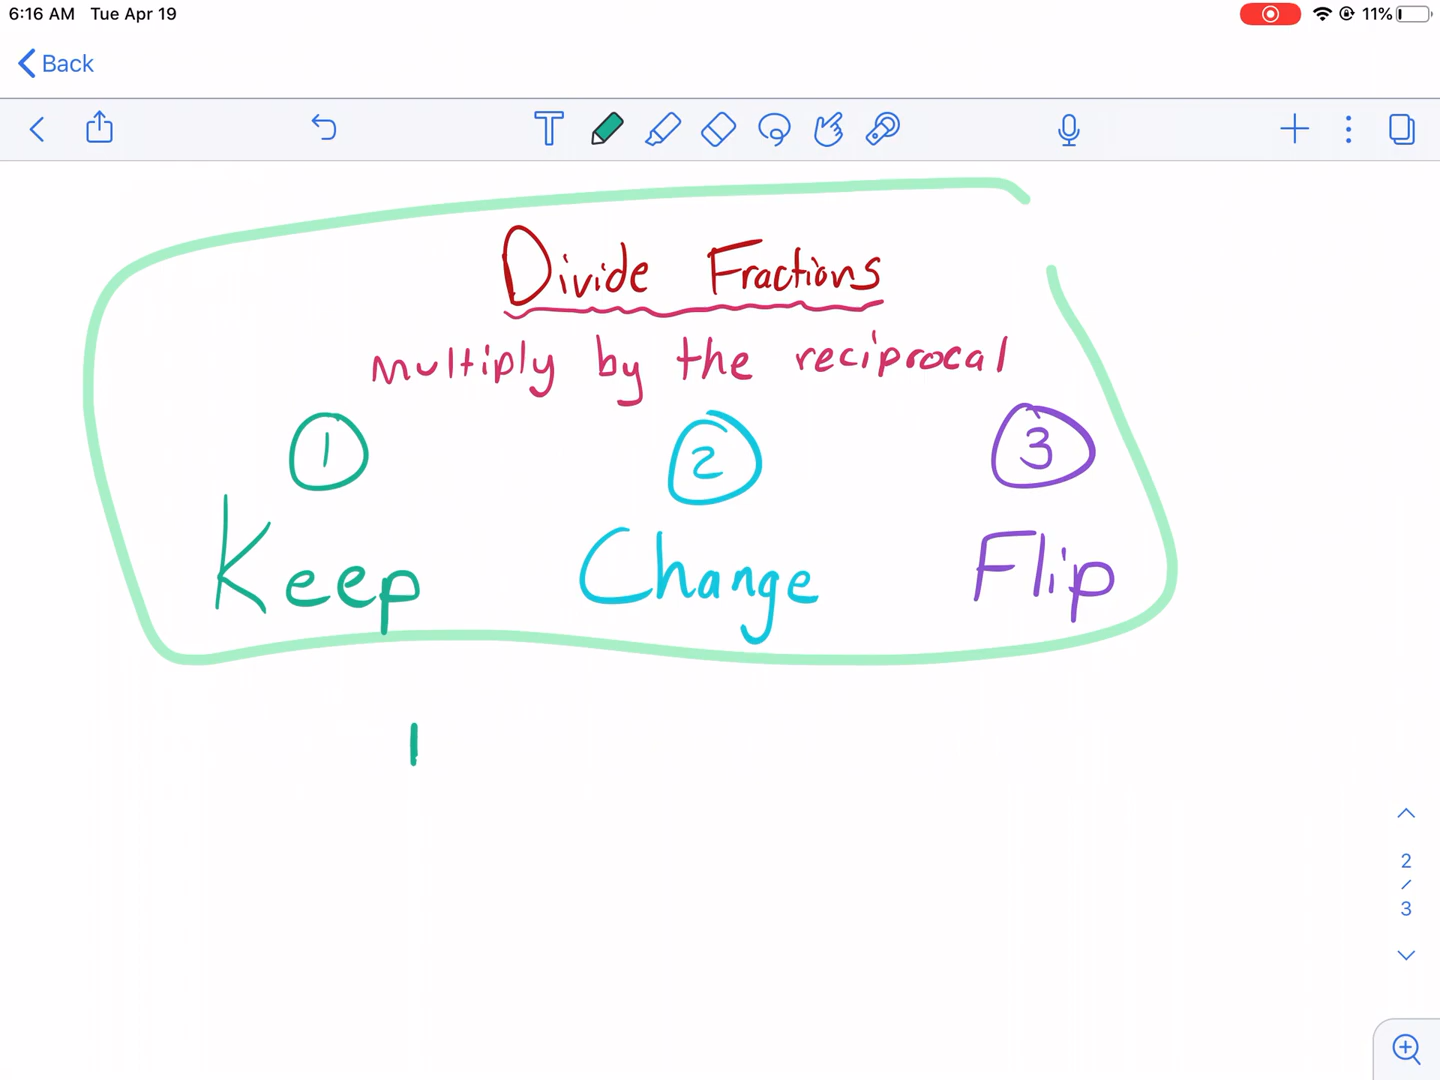 6:16 AM Tue Apr 19 11%
Back
T
Divide Fractions
multiply by the reciprocal
1 2 3
Keep Change Flip
1
2
/
3